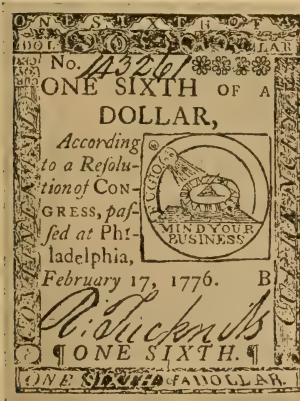 ONE SIXTH OF A
DOLLAR
No. 143261
ONE SIXTH OF A
DOLLAR,
According
to a Reſolu-
tion of CON-
GRESS, paſ-
ſed at Phi-
ladelphia,
February 17, 1776. B
FUGIO
MIND YOUR
BUSINESS
¶ ONE SIXTH. ¶
ONE SIXTH of a DOLLAR.